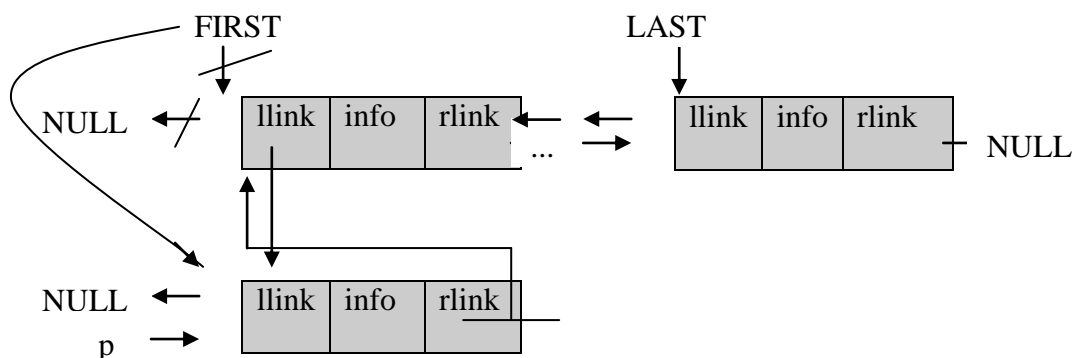 FIRST LAST
NULL llink info rlink ... llink info rlink NULL
NULL llink info rlink
p